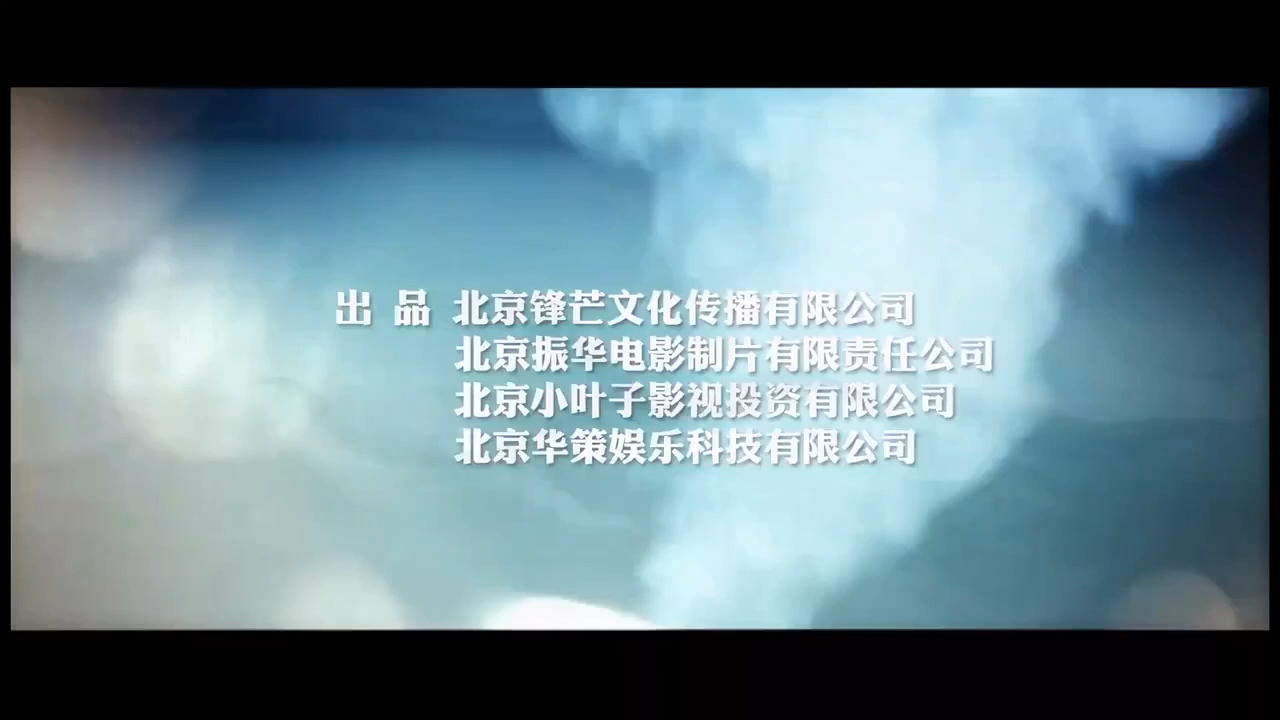 出 品 北京锋芒文化传播有限公司
北京振华电影制片有限责任公司
北京小叶子影视投资有限公司
北京华策娱乐科技有限公司